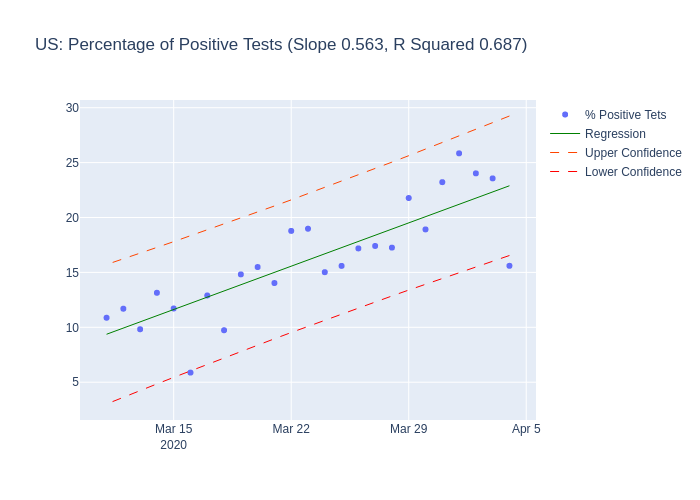 US: Percentage of Positive Tests (Slope 0.563, R Squared 0.687)
30
25
20
15
10
5
Mar 15
2020
Mar 22
Mar 29
Apr 5
% Positive Tets
Regression
Upper Confidence
Lower Confidence